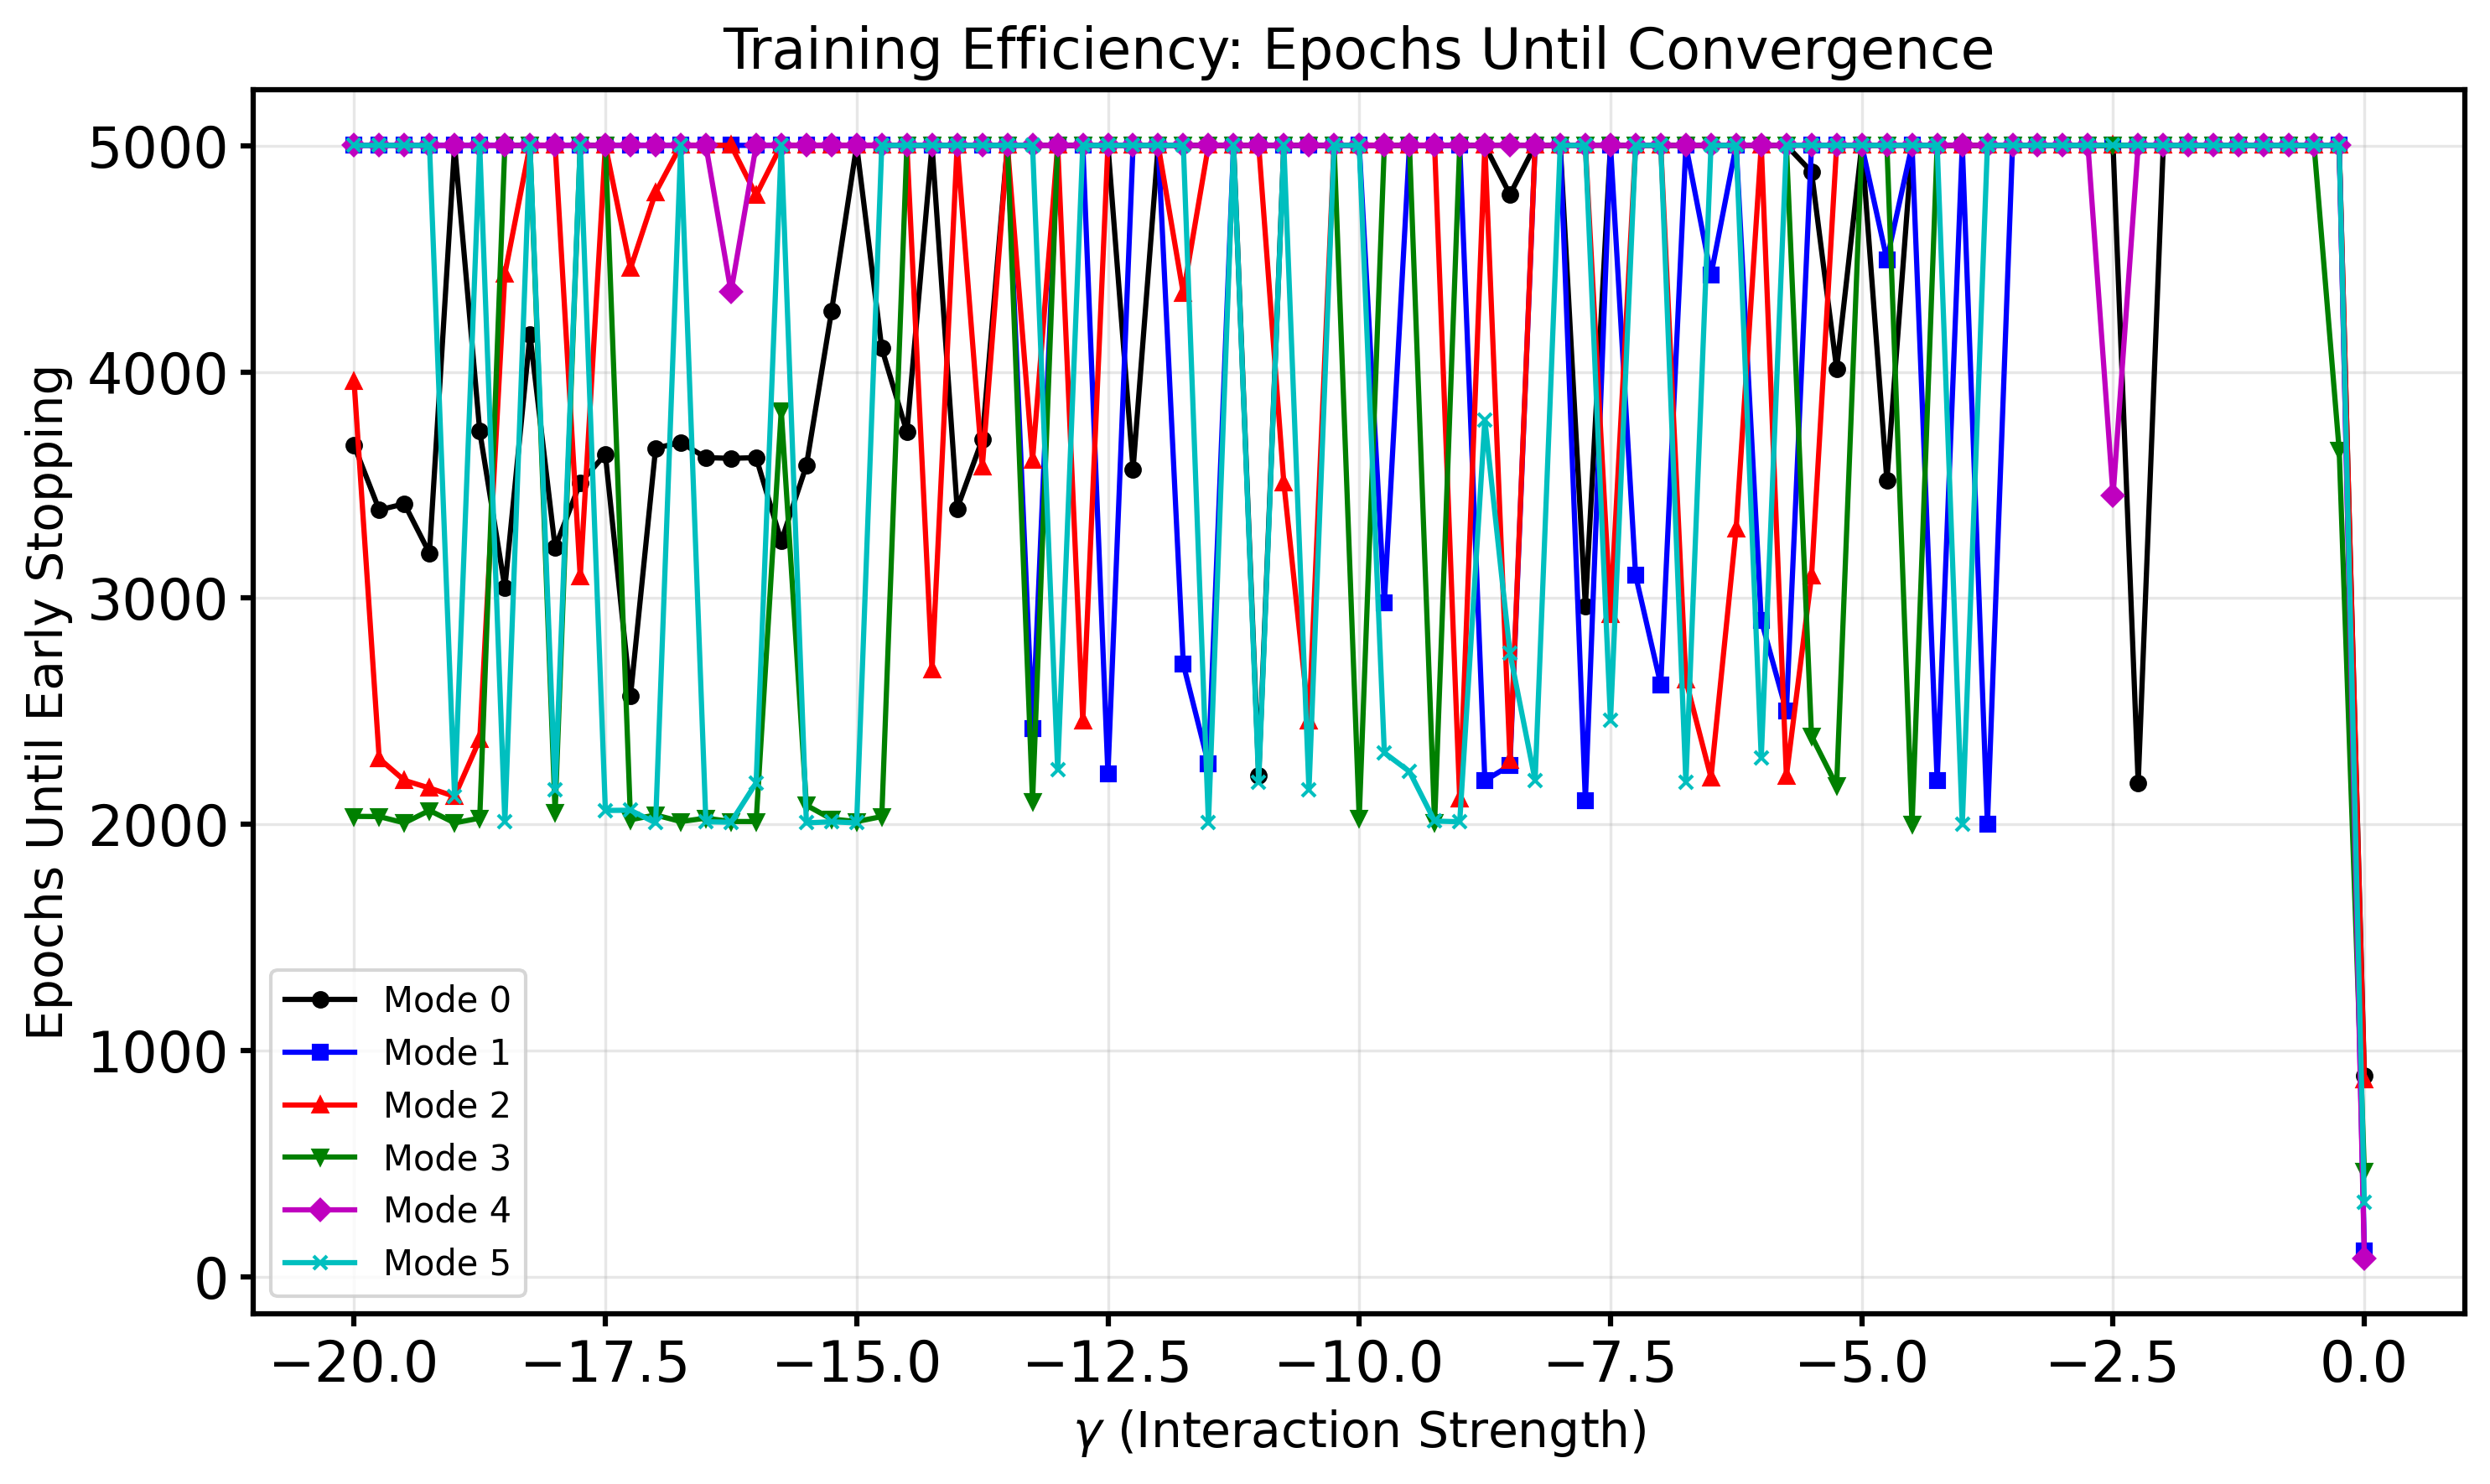 Training Efficiency: Epochs Until Convergence
Epochs Until Early Stopping
5000
4000
3000
2000
1000
0
Mode 0
Mode 1
Mode 2
Mode 3
Mode 4
Mode 5
−20.0 −17.5 −15.0 −12.5 −10.0 −7.5 −5.0 −2.5 0.0
γ (Interaction Strength)